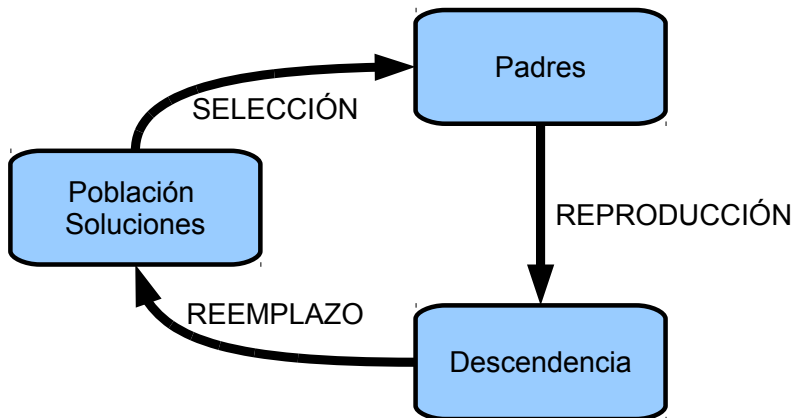 Padres
SELECCIÓN
Población
Soluciones
REPRODUCCIÓN
REEMPLAZO
Descendencia